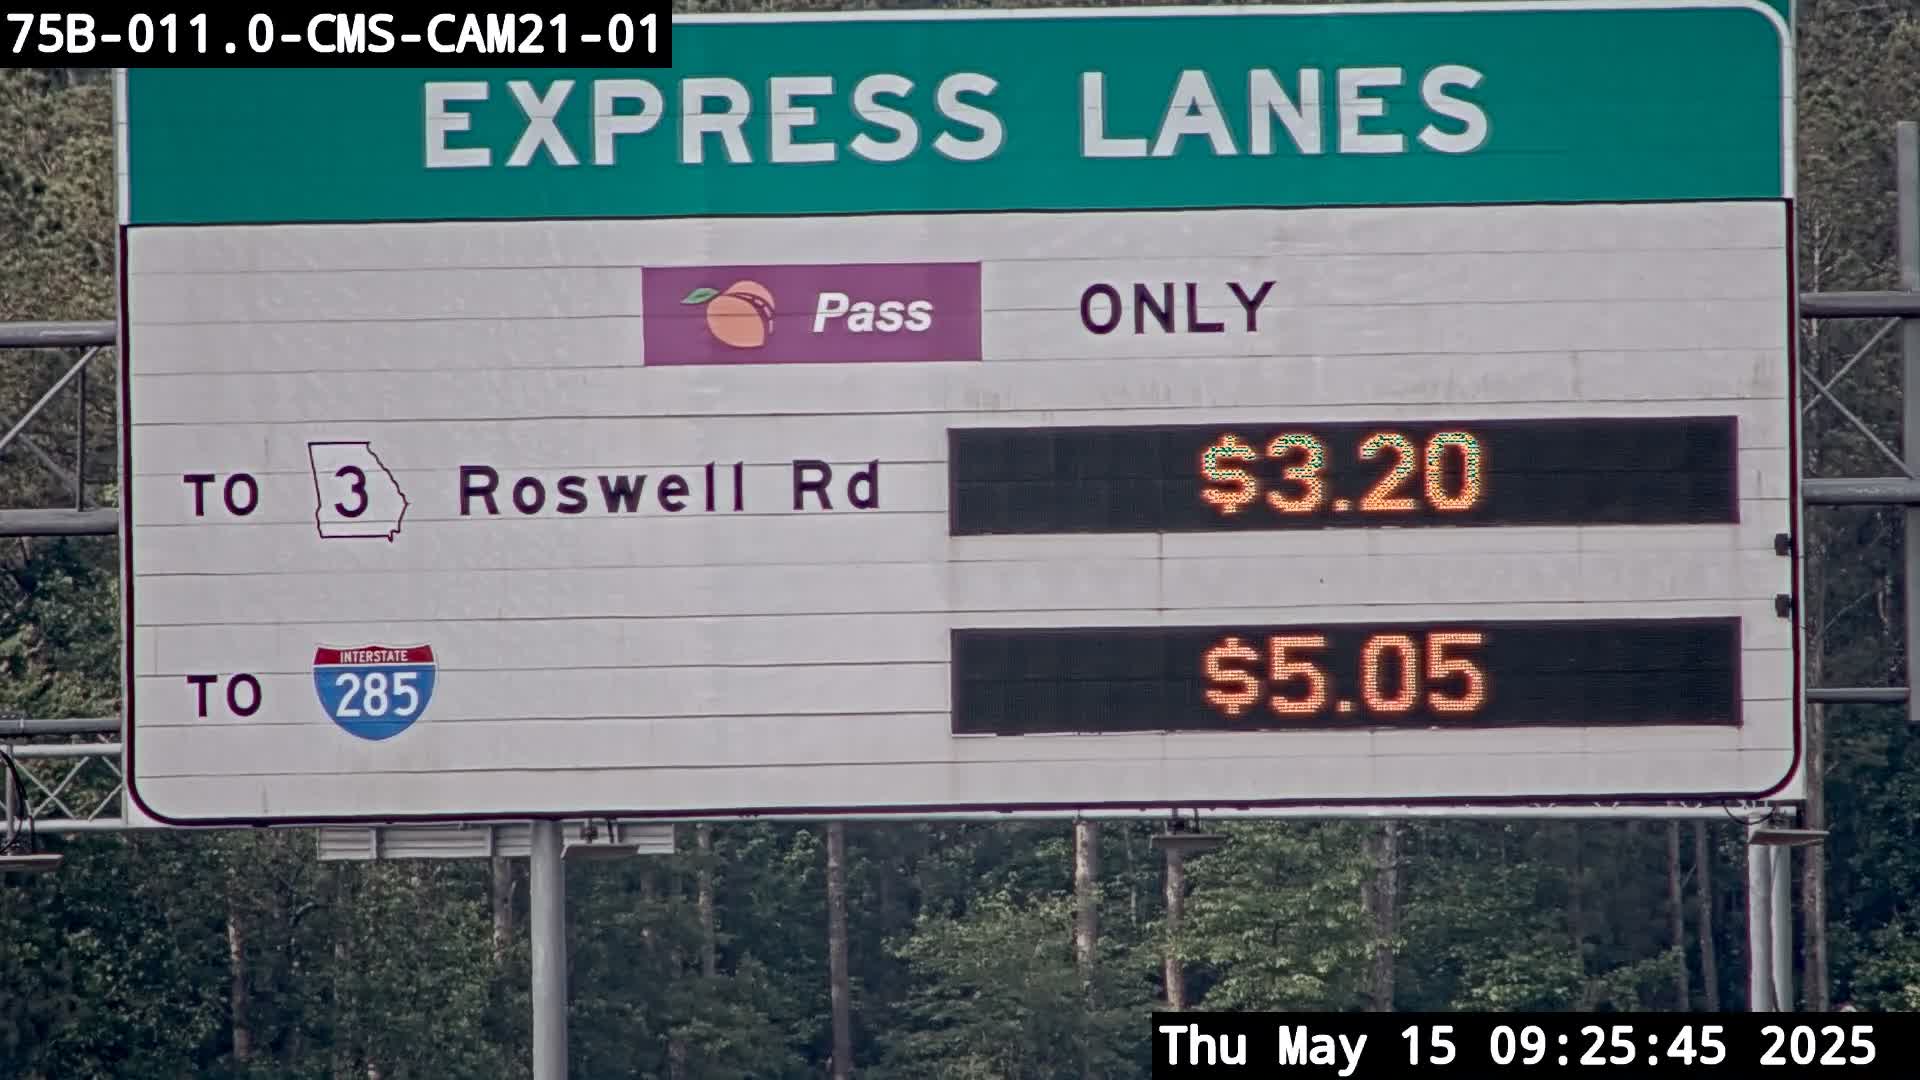 75B-011.0-CMS-CAM21-01
EXPRESS LANES
Pass ONLY
TO 3 Roswell Rd $3.20
TO INTERSTATE 285 $5.05
Thu May 15 09:25:45 2025